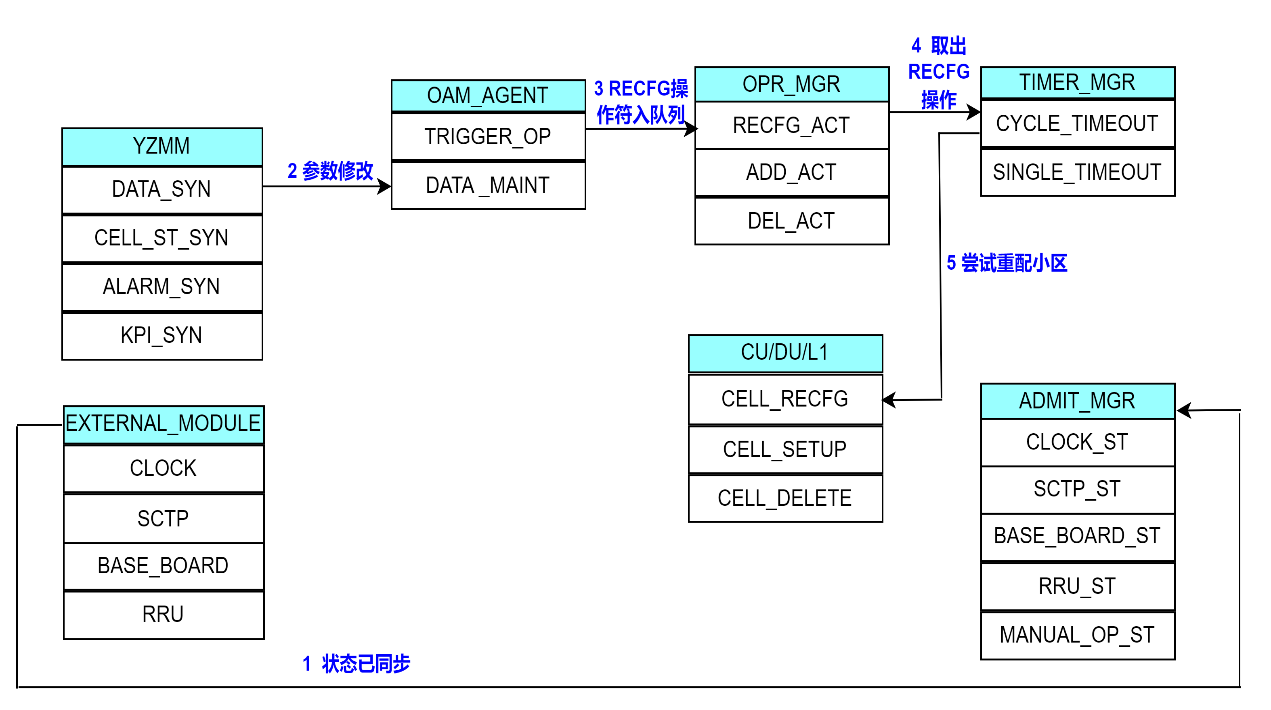 YZMM
DATA_SYN
CELL_ST_SYN
ALARM_SYN
KPI_SYN
2 参数修改
OAM_AGENT
TRIGGER_OP
DATA _MAINT
3 RECFG操
作符入队列
OPR_MGR
RECFG_ACT
ADD_ACT
DEL_ACT
4 取出
RECFG
操作
TIMER_MGR
CYCLE_TIMEOUT
SINGLE_TIMEOUT
5 尝试重配小区
CU/DU/L1
CELL_RECFG
CELL_SETUP
CELL_DELETE
EXTERNAL_MODULE
CLOCK
SCTP
BASE_BOARD
RRU
ADMIT_MGR
CLOCK_ST
SCTP_ST
BASE_BOARD_ST
RRU_ST
MANUAL_OP_ST
1 状态已同步